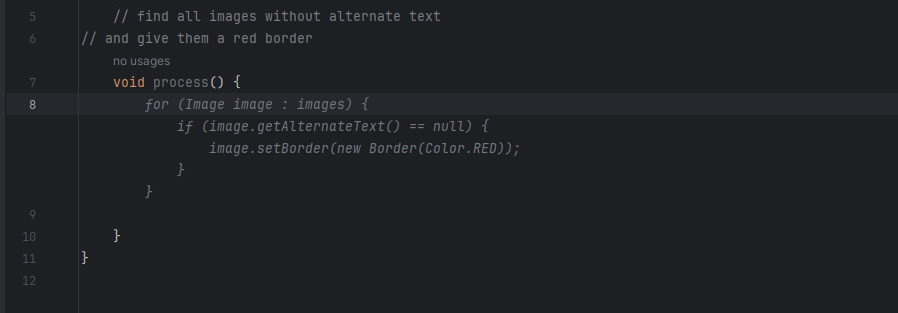 5 // find all images without alternate text
6 // and give them a red border
no usages
7 void process() {
8 for (Image image : images) {
if (image.getAlternateText() == null) {
image.setBorder(new Border(Color.RED));
}
}
9
10 }
11 }
12